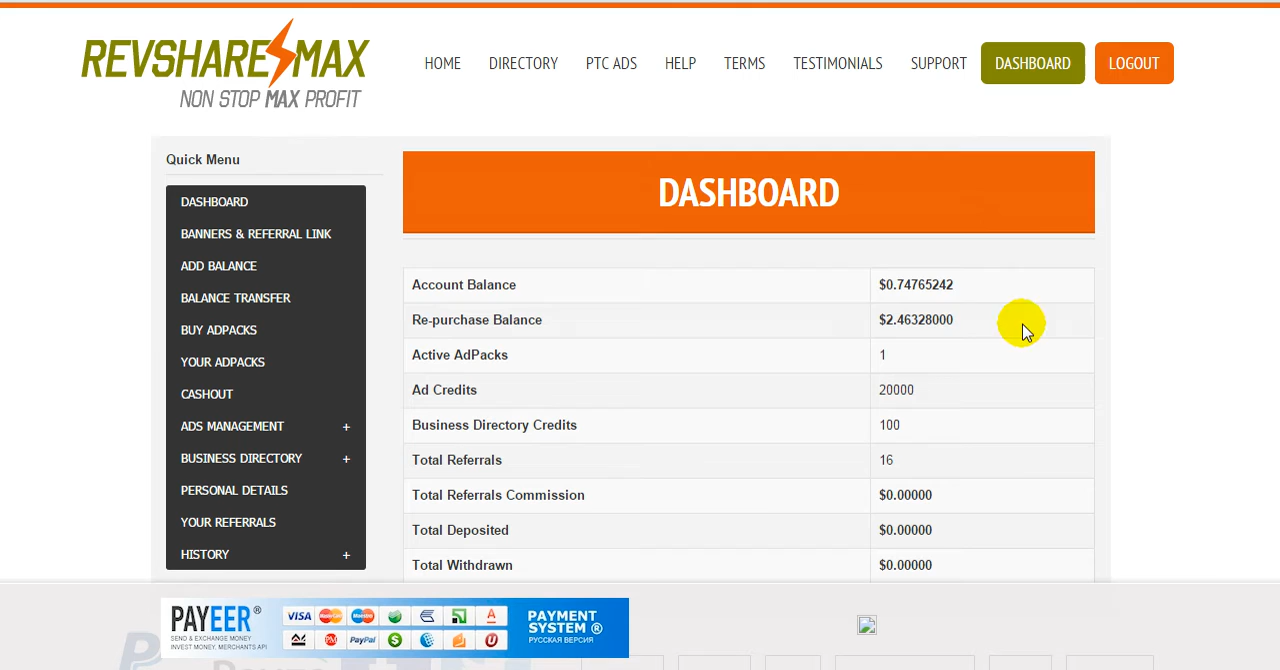 REVSHARE MAX
NON STOP MAX PROFIT
HOME DIRECTORY PTC ADS HELP TERMS TESTIMONIALS SUPPORT DASHBOARD LOGOUT
Quick Menu
DASHBOARD
BANNERS & REFERRAL LINK
ADD BALANCE
BALANCE TRANSFER
BUY ADPACKS
YOUR ADPACKS
CASHOUT
ADS MANAGEMENT +
BUSINESS DIRECTORY +
PERSONAL DETAILS
YOUR REFERRALS
HISTORY +
DASHBOARD
Account Balance $0.74765242
Re-purchase Balance $2.46328000
Active AdPacks 1
Ad Credits 20000
Business Directory Credits 100
Total Referrals 16
Total Referrals Commission $0.00000
Total Deposited $0.00000
Total Withdrawn $0.00000
PAYEER®
SEND & EXCHANGE MONEY
INVEST MONEY, MERCHANTS API
VISA
PayPal
PAYMENT
SYSTEM ®
РУССКАЯ ВЕРСИЯ